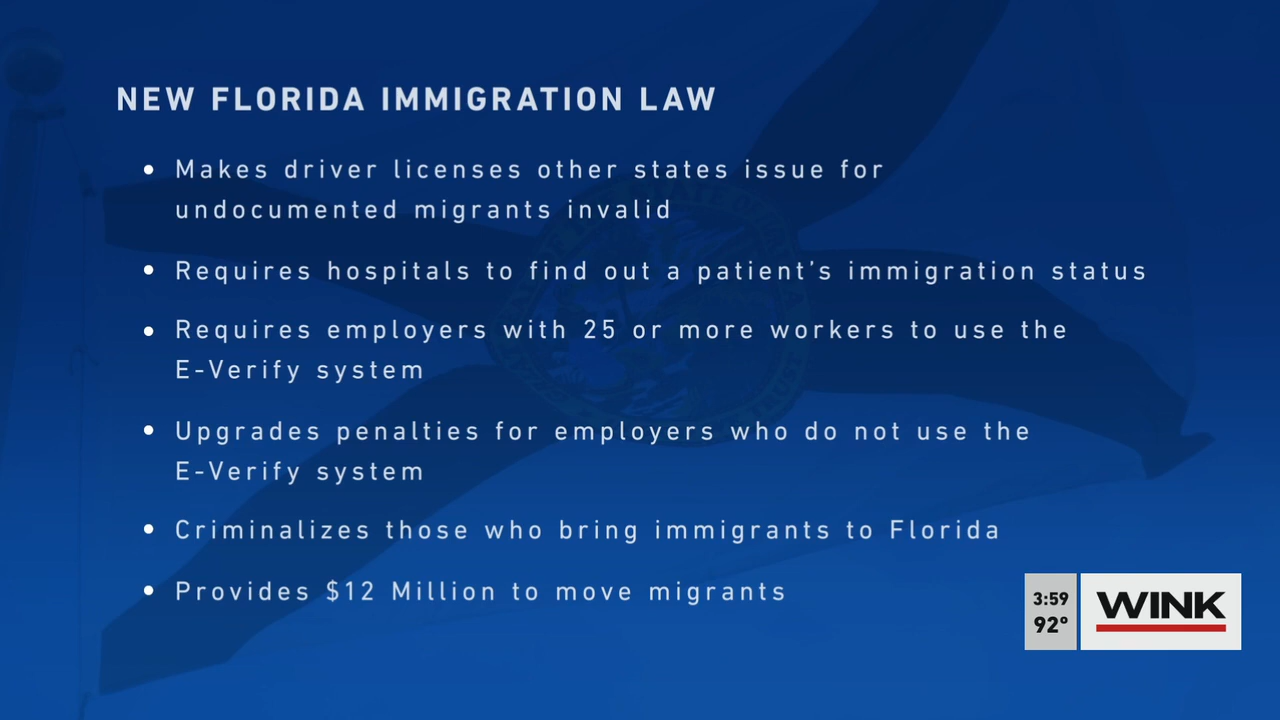 NEW FLORIDA IMMIGRATION LAW
• Makes driver licenses other states issue for
undocumented migrants invalid
• Requires hospitals to find out a patient’s immigration status
• Requires employers with 25 or more workers to use the
E-Verify system
• Upgrades penalties for employers who do not use the
E-Verify system
• Criminalizes those who bring immigrants to Florida
• Provides $12 Million to move migrants
3:59
92°
WINK